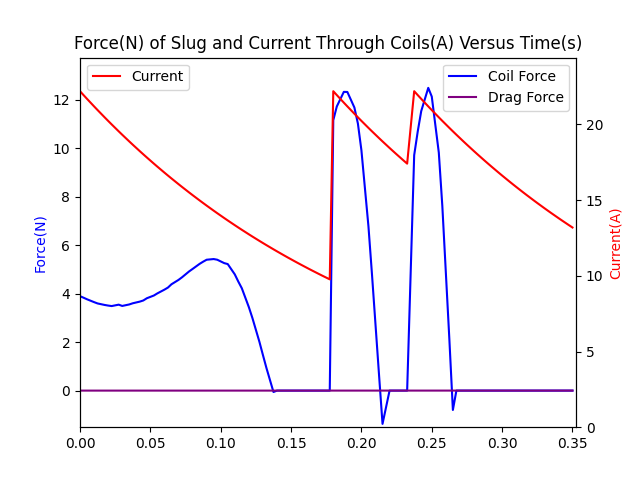 Force(N) of Slug and Current Through Coils(A) Versus Time(s)
Current
Coil Force
Drag Force
Force(N)
12
10
8
6
4
2
0
Current(A)
20
15
10
5
0
0.00 0.05 0.10 0.15 0.20 0.25 0.30 0.35